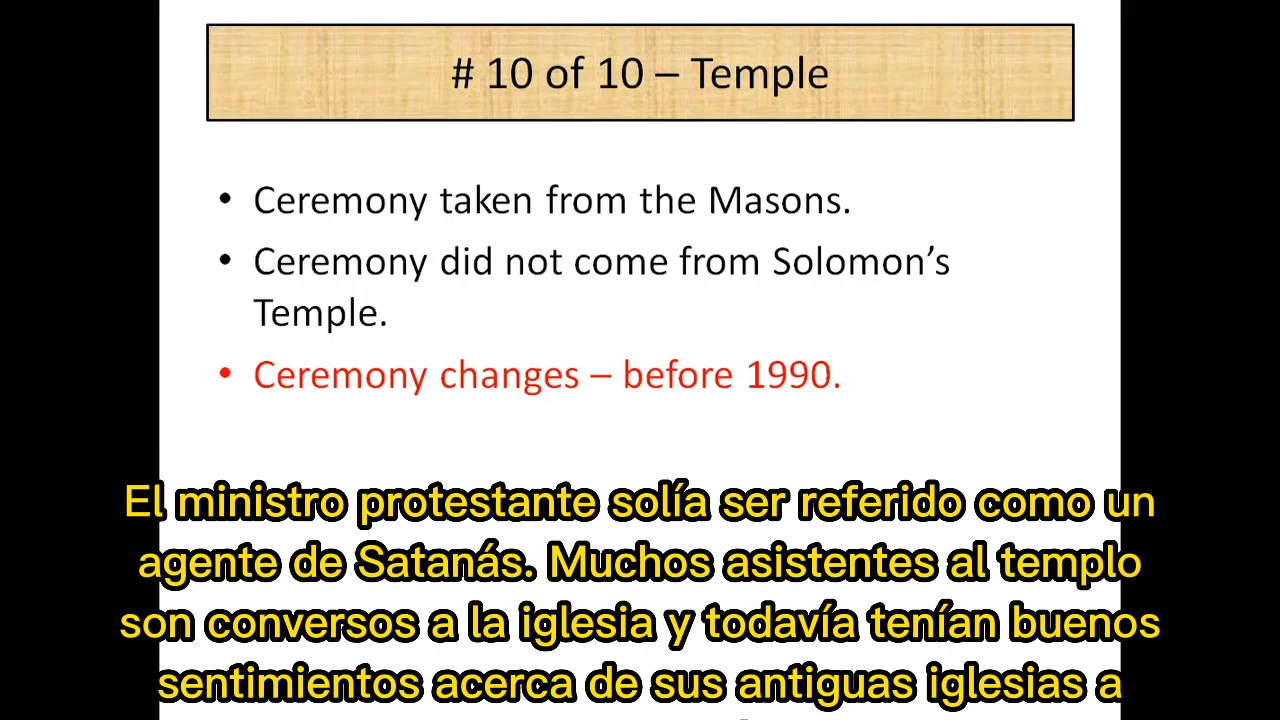 # 10 of 10 – Temple
• Ceremony taken from the Masons.
• Ceremony did not come from Solomon’s
Temple.
• Ceremony changes – before 1990.
El ministro protestante solía ser referido como un
agente de Satanás. Muchos asistentes al templo
son conversos a la iglesia y todavía tenían buenos
sentimientos acerca de sus antiguas iglesias a